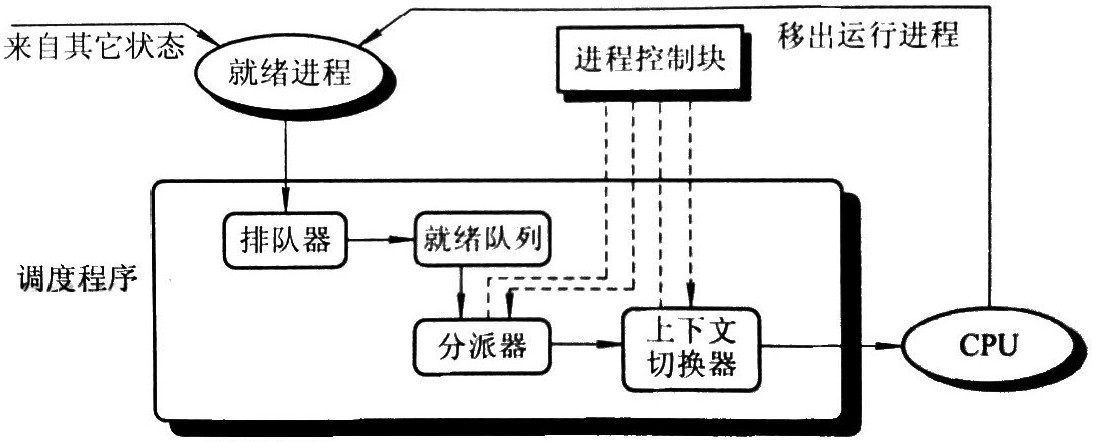 来自其它状态
就绪进程
进程控制块
移出运行进程
排队器
就绪队列
调度程序
分派器
上下文
切换器
CPU